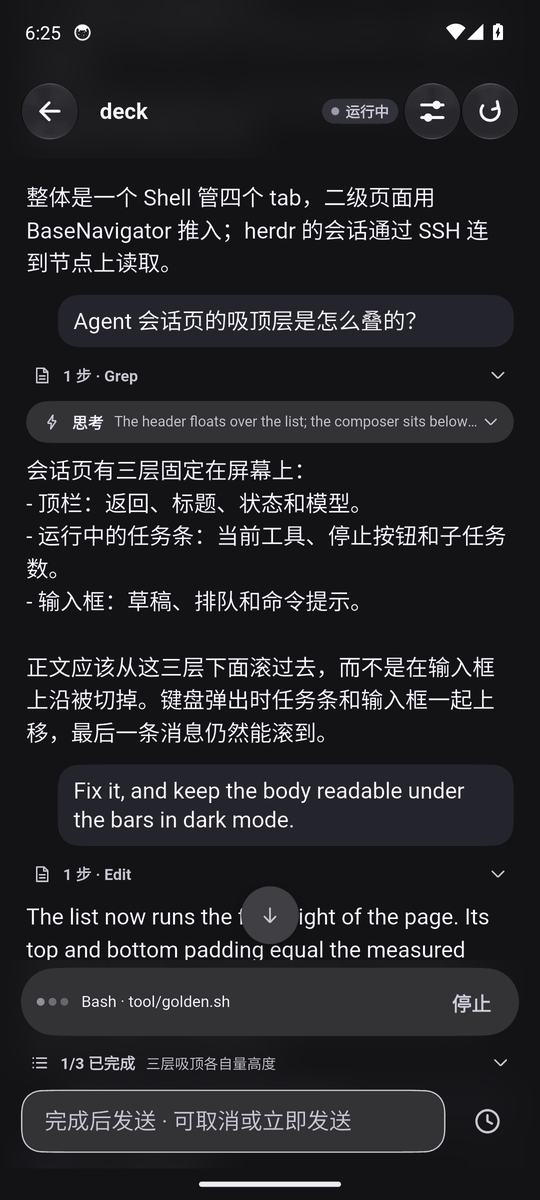 6:25
deck
运行中
整体是一个 Shell 管四个 tab，二级页面用
BaseNavigator 推入；herdr 的会话通过 SSH 连
到节点上读取。
Agent 会话页的吸顶层是怎么叠的？
1 步 · Grep
思考 The header floats over the list; the composer sits below...
会话页有三层固定在屏幕上：
- 顶栏：返回、标题、状态和模型。
- 运行中的任务条：当前工具、停止按钮和子任务
数。
- 输入框：草稿、排队和命令提示。
正文应该从这三层下面滚过去，而不是在输入框
上沿被切掉。键盘弹出时任务条和输入框一起上
移，最后一条消息仍然能滚到。
Fix it, and keep the body readable under
the bars in dark mode.
1 步 · Edit
The list now runs the ight of the page. Its
top and bottom padding equal the measured
Bash · tool/golden.sh 停止
1/3 已完成 三层吸顶各自量高度
完成后发送 · 可取消或立即发送